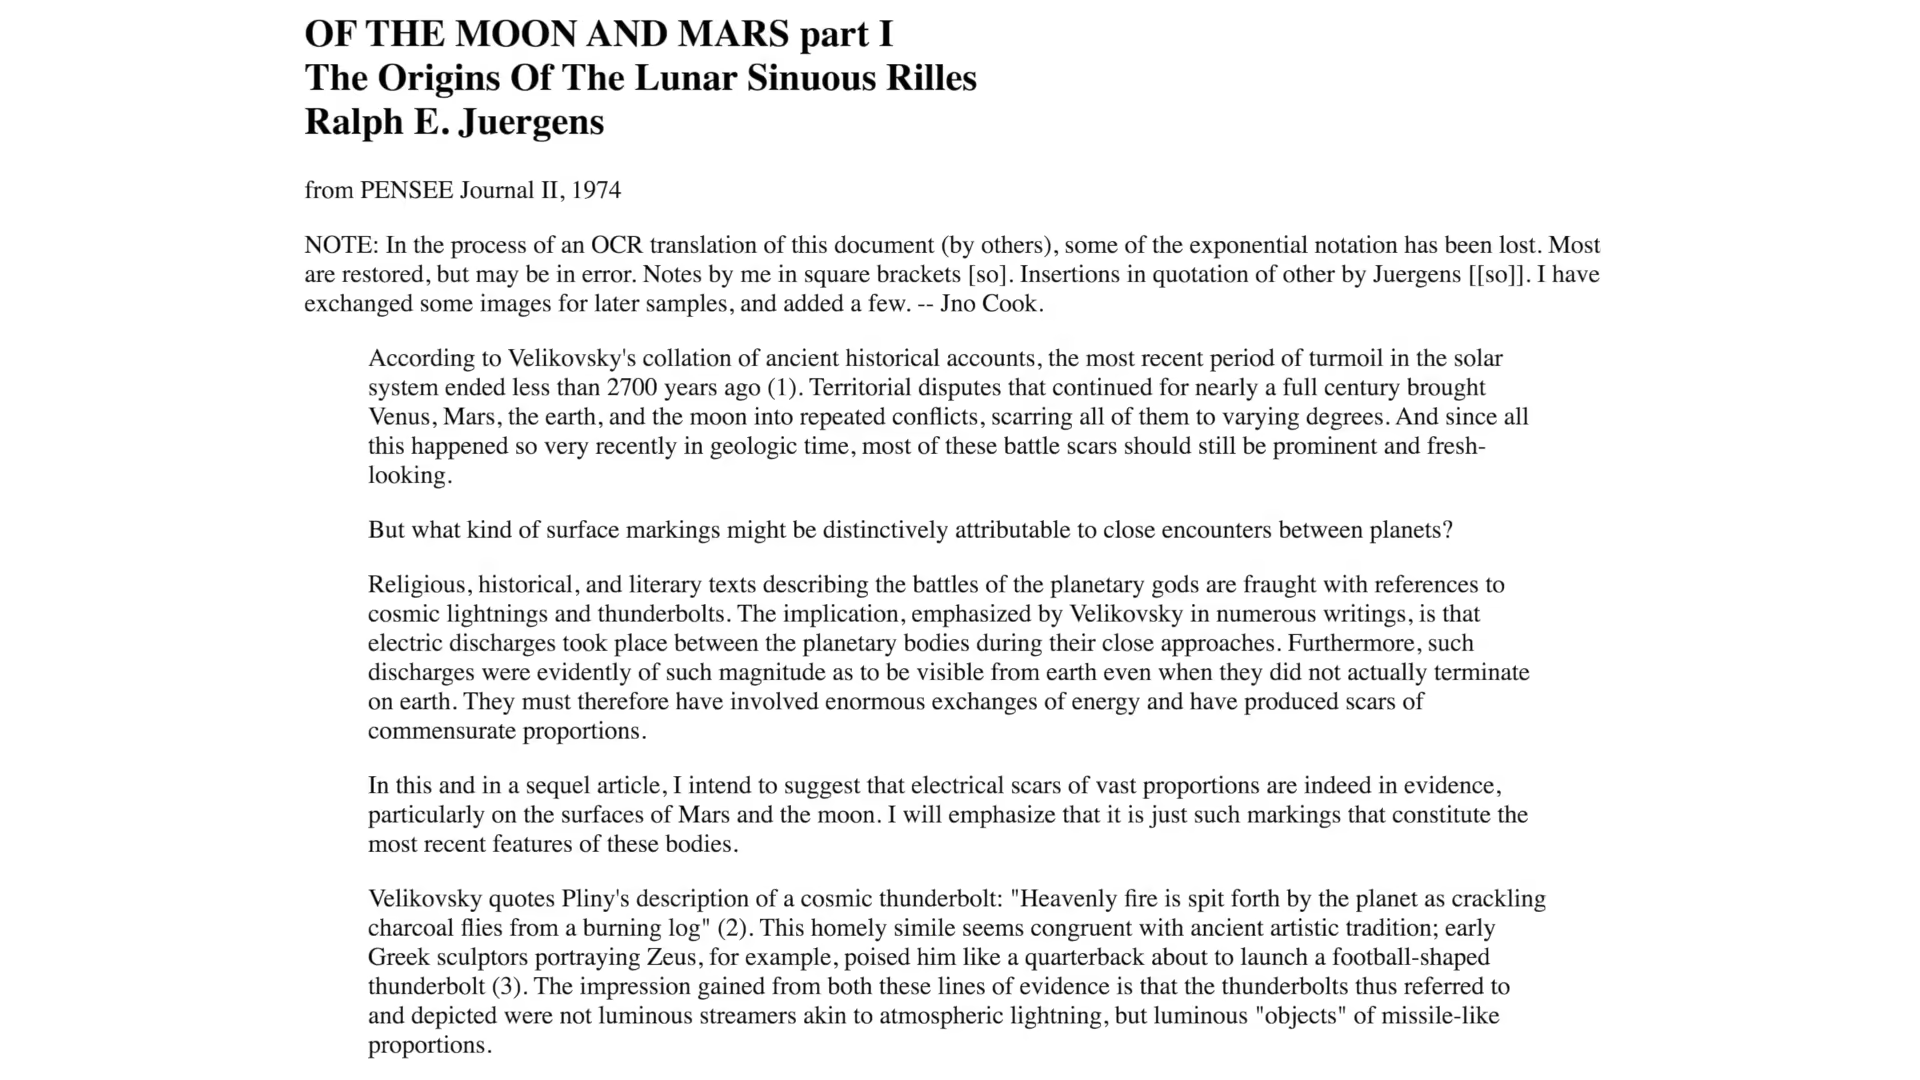 OF THE MOON AND MARS part I
The Origins Of The Lunar Sinuous Rilles
Ralph E. Juergens
from PENSEE Journal II, 1974
NOTE: In the process of an OCR translation of this document (by others), some of the exponential notation has been lost. Most
are restored, but may be in error. Notes by me in square brackets [so]. Insertions in quotation of other by Juergens [[so]]. I have
exchanged some images for later samples, and added a few. -- Jno Cook.
According to Velikovsky's collation of ancient historical accounts, the most recent period of turmoil in the solar
system ended less than 2700 years ago (1). Territorial disputes that continued for nearly a full century brought
Venus, Mars, the earth, and the moon into repeated conflicts, scarring all of them to varying degrees. And since all
this happened so very recently in geologic time, most of these battle scars should still be prominent and fresh-
looking.
But what kind of surface markings might be distinctively attributable to close encounters between planets?
Religious, historical, and literary texts describing the battles of the planetary gods are fraught with references to
cosmic lightnings and thunderbolts. The implication, emphasized by Velikovsky in numerous writings, is that
electric discharges took place between the planetary bodies during their close approaches. Furthermore, such
discharges were evidently of such magnitude as to be visible from earth even when they did not actually terminate
on earth. They must therefore have involved enormous exchanges of energy and have produced scars of
commensurate proportions.
In this and in a sequel article, I intend to suggest that electrical scars of vast proportions are indeed in evidence,
particularly on the surfaces of Mars and the moon. I will emphasize that it is just such markings that constitute the
most recent features of these bodies.
Velikovsky quotes Pliny's description of a cosmic thunderbolt: "Heavenly fire is spit forth by the planet as crackling
charcoal flies from a burning log" (2). This homely simile seems congruent with ancient artistic tradition; early
Greek sculptors portraying Zeus, for example, poised him like a quarterback about to launch a football-shaped
thunderbolt (3). The impression gained from both these lines of evidence is that the thunderbolts thus referred to
and depicted were not luminous streamers akin to atmospheric lightning, but luminous "objects" of missile-like
proportions.